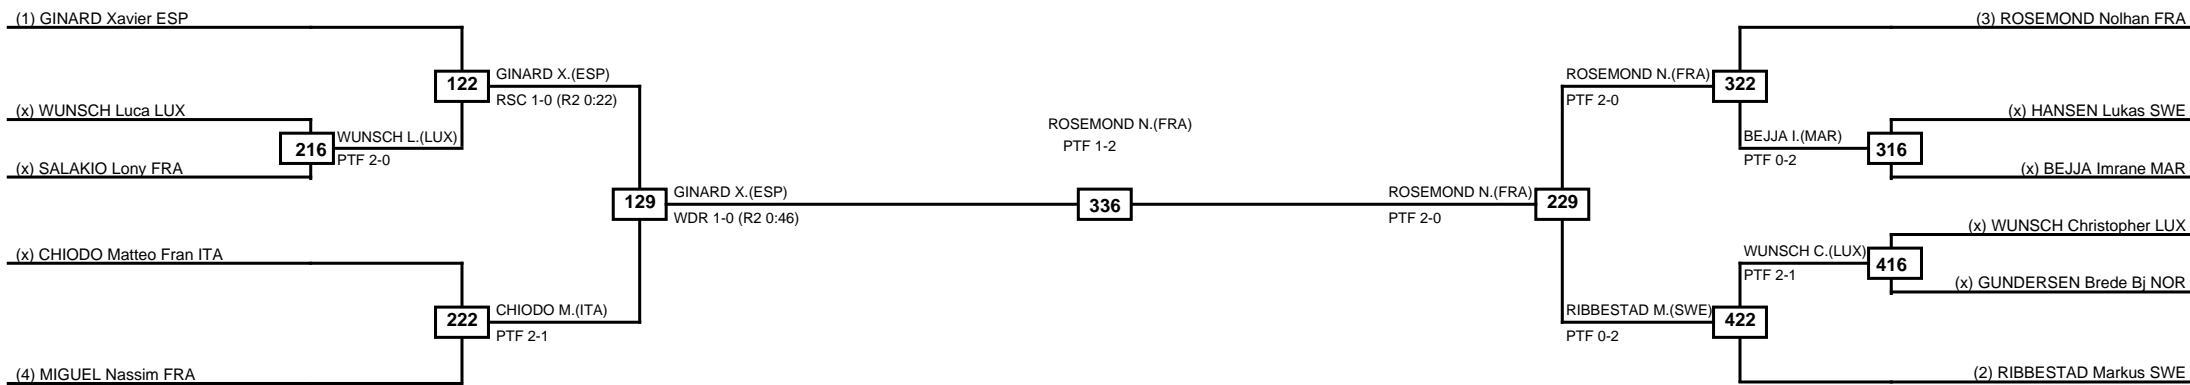 (1) GINARD Xavier ESP
(3) ROSEMOND Nolhan FRA
122
GINARD X.(ESP)
RSC 1-0 (R2 0:22)
ROSEMOND N.(FRA)
PTF 2-0
322
(x) WUNSCH Luca LUX
(x) HANSEN Lukas SWE
216
WUNSCH L.(LUX)
PTF 2-0
ROSEMOND N.(FRA)
PTF 1-2
BEJJA I.(MAR)
PTF 0-2
316
(x) SALAKIO Lony FRA
(x) BEJJA Imrane MAR
129
GINARD X.(ESP)
WDR 1-0 (R2 0:46)
336
ROSEMOND N.(FRA)
PTF 2-0
229
(x) CHIODO Matteo Fran ITA
(x) WUNSCH Christopher LUX
WUNSCH C.(LUX)
PTF 2-1
416
(x) GUNDERSEN Brede Bj NOR
222
CHIODO M.(ITA)
PTF 2-1
RIBBESTAD M.(SWE)
PTF 0-2
422
(4) MIGUEL Nassim FRA
(2) RIBBESTAD Markus SWE